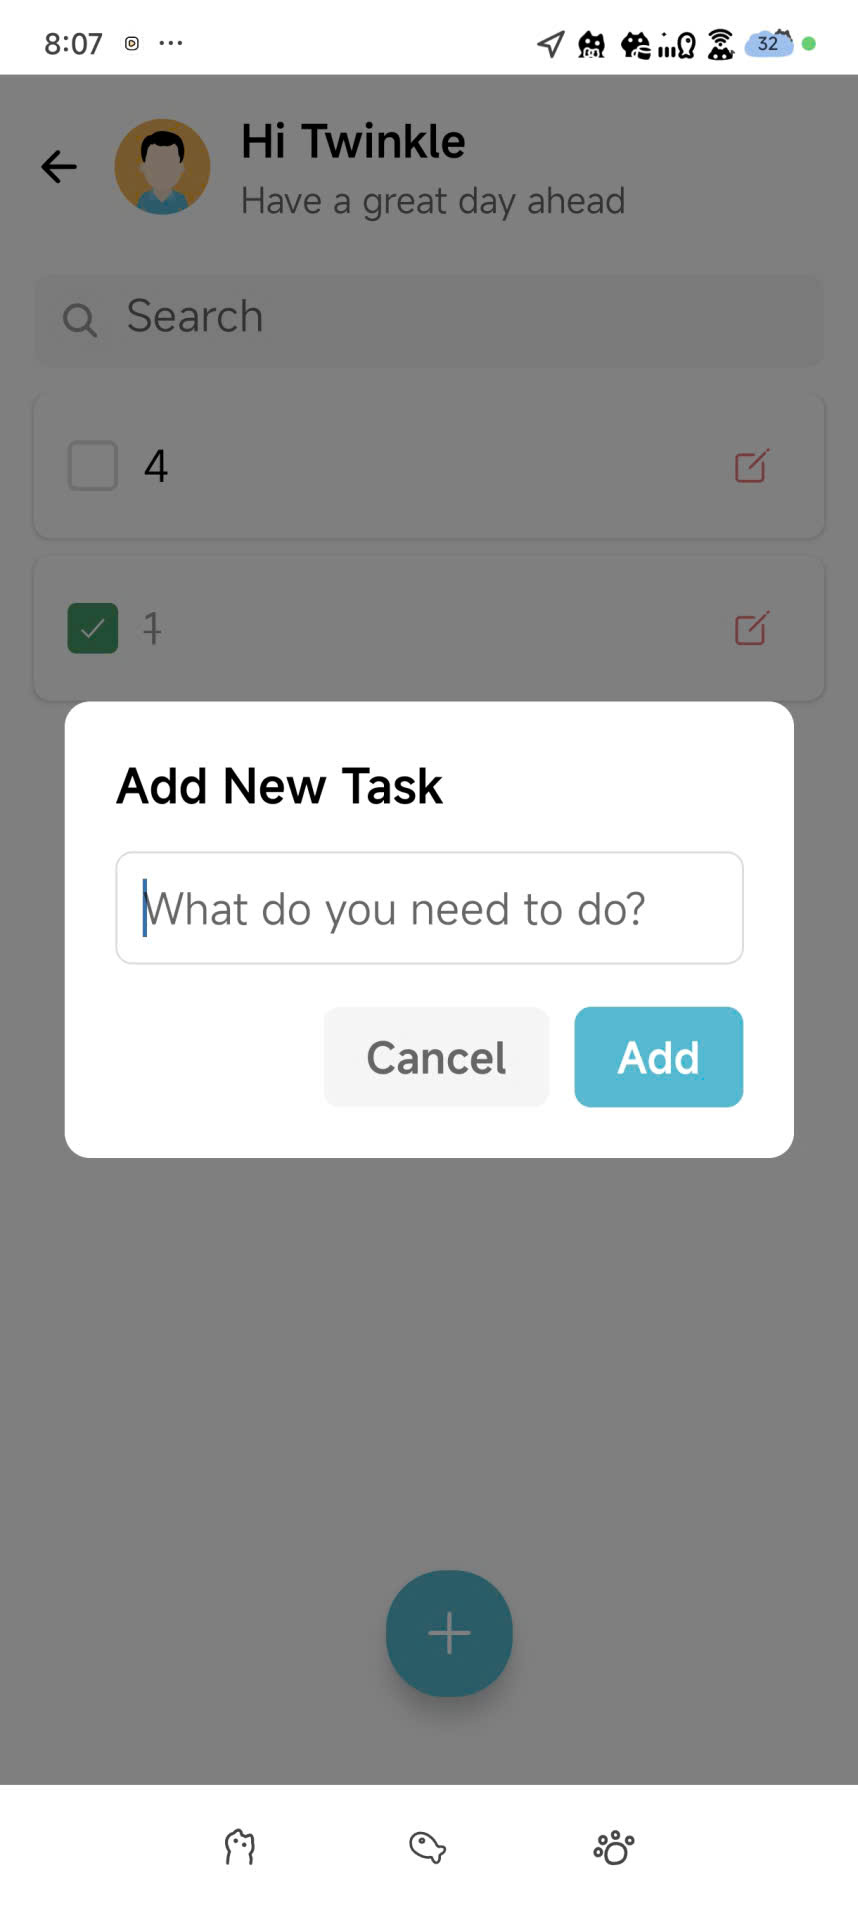 8:07 ...
32
Hi Twinkle
Have a great day ahead
Search
4
1
Add New Task
What do you need to do?
Cancel
Add